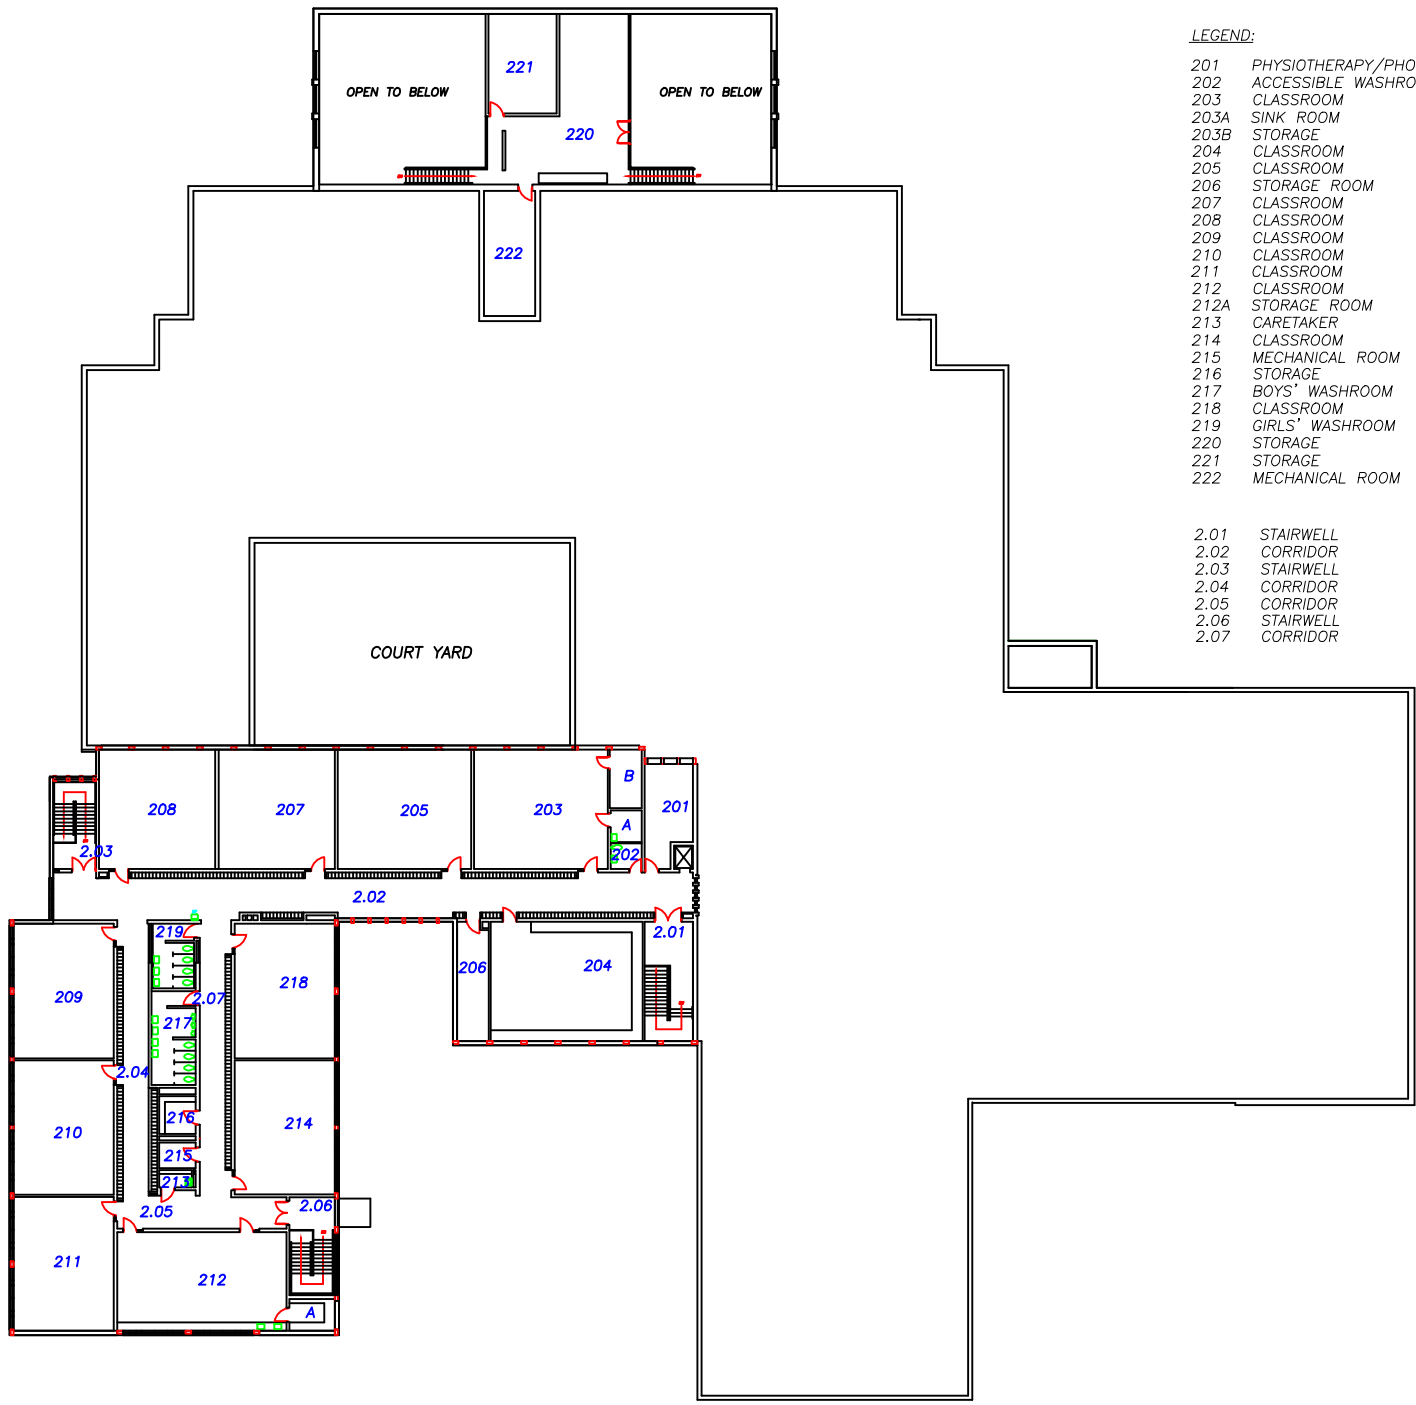 LEGEND:
201 PHYSIOTHERAPY/PHO
202 ACCESSIBLE WASHRO
203 CLASSROOM
203A SINK ROOM
203B STORAGE
204 CLASSROOM
205 CLASSROOM
206 STORAGE ROOM
207 CLASSROOM
208 CLASSROOM
209 CLASSROOM
210 CLASSROOM
211 CLASSROOM
212 CLASSROOM
212A STORAGE ROOM
213 CARETAKER
214 CLASSROOM
215 MECHANICAL ROOM
216 STORAGE
217 BOYS' WASHROOM
218 CLASSROOM
219 GIRLS' WASHROOM
220 STORAGE
221 STORAGE
222 MECHANICAL ROOM
2.01 STAIRWELL
2.02 CORRIDOR
2.03 STAIRWELL
2.04 CORRIDOR
2.05 CORRIDOR
2.06 STAIRWELL
2.07 CORRIDOR
221
OPEN TO BELOW
OPEN TO BELOW
220
222
COURT YARD
B
208
207
205
203
201
A
2.03
202
2.02
219
2.01
206
204
209
2.07
218
217
2.04
216
214
210
215
213
2.05
2.06
211
212
A